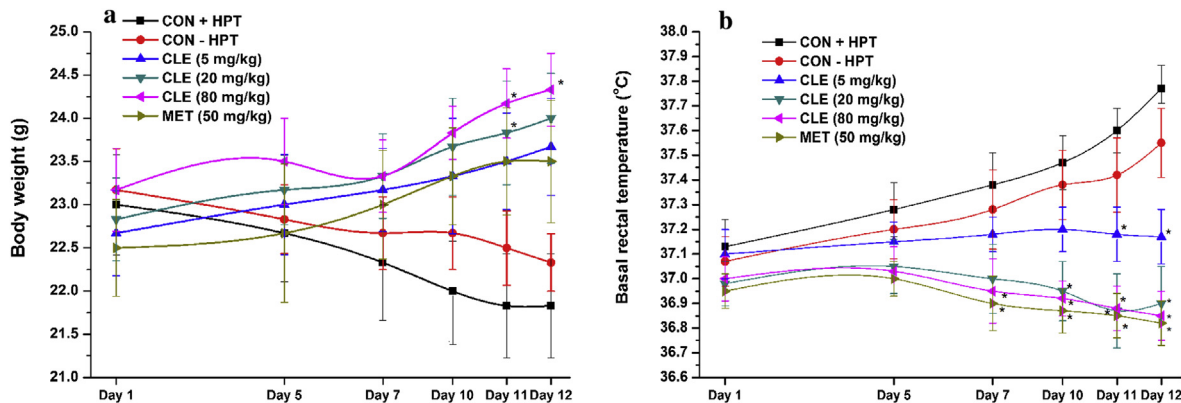 a
CON + HPT
CON - HPT
CLE (5 mg/kg)
CLE (20 mg/kg)
CLE (80 mg/kg)
MET (50 mg/kg)
Body weight (g)
25.0
24.5
24.0
23.5
23.0
22.5
22.0
21.5
21.0
*
*
*
Day 1
Day 5
Day 7
Day 10
Day 11
Day 12
b
CON + HPT
CON - HPT
CLE (5 mg/kg)
CLE (20 mg/kg)
CLE (80 mg/kg)
MET (50 mg/kg)
Basal rectal temperature (°C)
38.0
37.9
37.8
37.7
37.6
37.5
37.4
37.3
37.2
37.1
37.0
36.9
36.8
36.7
36.6
*
*
*
*
*
*
*
*
*
*
*
*
*
Day 1
Day 5
Day 7
Day 10
Day 11
Day 12